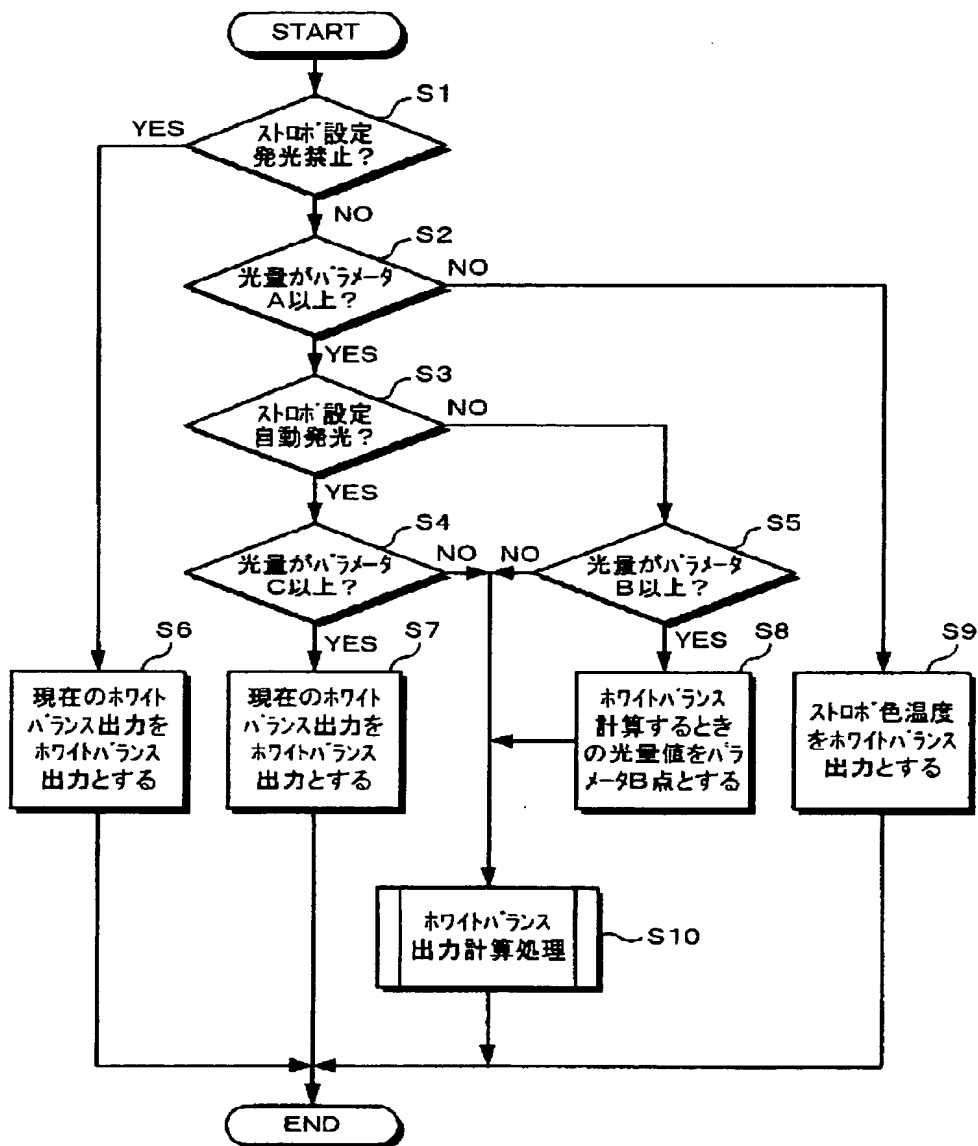 START
S1
YES
ストロボ設定
発光禁止?
NO
S2
NO
光量がパラメータ
A以上?
YES
S3
NO
ストロボ設定
自動発光?
YES
S4
S5
NO
NO
光量がパラメータ
C以上?
光量がパラメータ
B以上?
YES
YES
S6
S7
S8
S9
現在のホワイト
バランス出力を
ホワイトバランス
出力とする
現在のホワイト
バランス出力を
ホワイトバランス
出力とする
ホワイトバランス
計算するとき
の光量値をパラ
メータB点とする
ストロボ色温度
をホワイトバランス
出力とする
ホワイトバランス
出力計算処理
S10
END